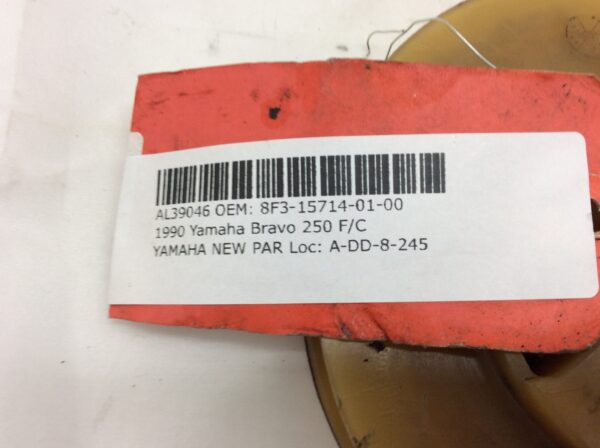 AL39046 OEM: 8F3-15714-01-00
1990 Yamaha Bravo 250 F/C
YAMAHA NEW PAR Loc: A-DD-8-245